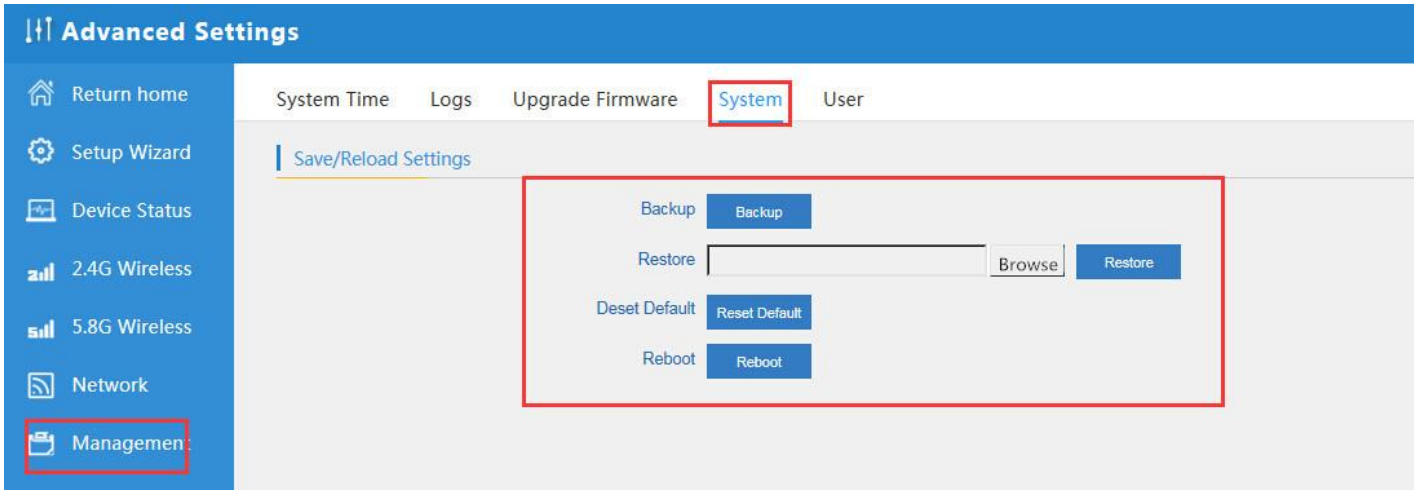 Advanced Settings
Return home
Setup Wizard
Device Status
2.4G Wireless
5.8G Wireless
Network
Management
System Time Logs Upgrade Firmware System User
Save/Reload Settings
Backup Backup
Restore Browse Restore
Deset Default Reset Default
Reboot Reboot